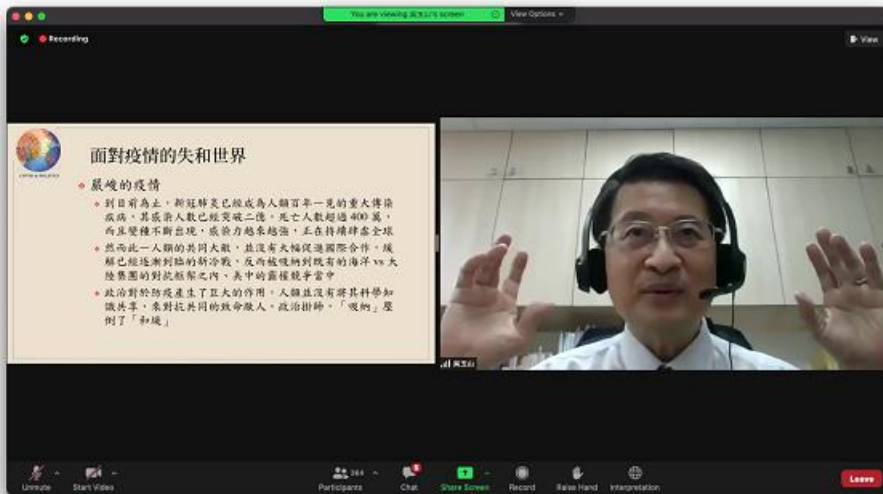 You are viewing 吳玉山's screen
View Options
Recording
View
面對疫情的失和世界
嚴峻的疫情
到目前為止，新冠肺炎已經成為人類百年一見的重大傳染
疾病，其感染人數已經突破二億，死亡人數超過 400 萬，
而且變種不斷出現，感染力越來越強，正在持續肆虐全球
然而此一人類的共同大敵，並沒有大幅促進國際合作，緩
解已經逐漸到臨的新冷戰，反而被吸納到既有的海洋 vs 大
陸集團的對抗框架之內、美中的霸權競爭當中
政治對於防疫產生了巨大的作用，人類並沒有將其科學知
識共享，來對抗共同的致命敵人。政治掛帥，「吸納」壓
倒了「和緩」
吳玉山
Unmute
Start Video
364
Participants
Chat
Share Screen
Record
Raise Hand
Interpretation
Leave